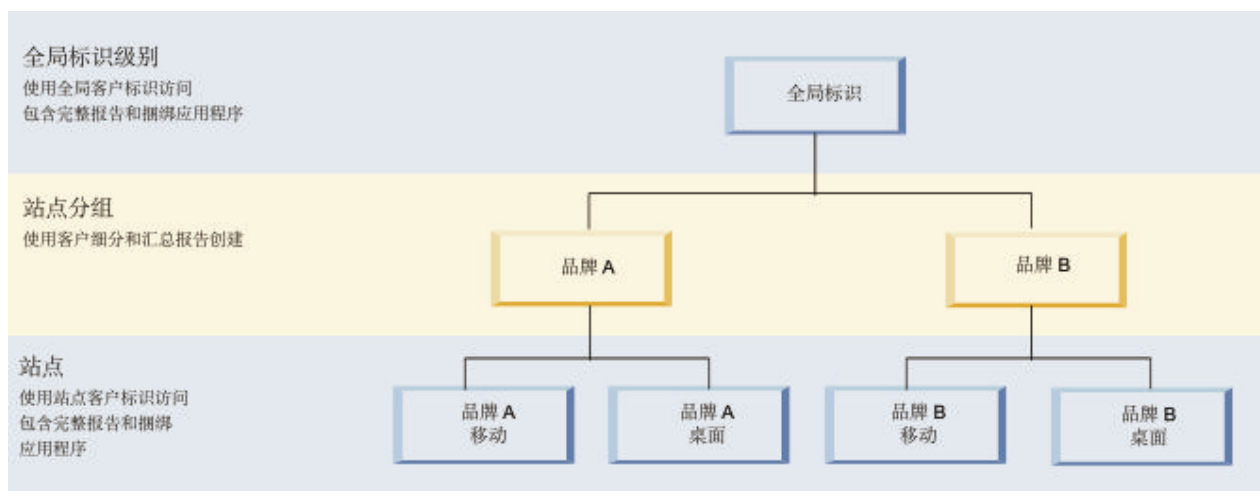 全局标识级别
使用全局客户标识访问
包含完整报告和捆绑应用程序
全局标识
站点分组
使用客户细分和汇总报告创建
品牌 A
品牌 B
站点
使用站点客户标识访问
包含完整报告和捆绑
应用程序
品牌 A
移动
品牌 A
桌面
品牌 B
移动
品牌 B
桌面